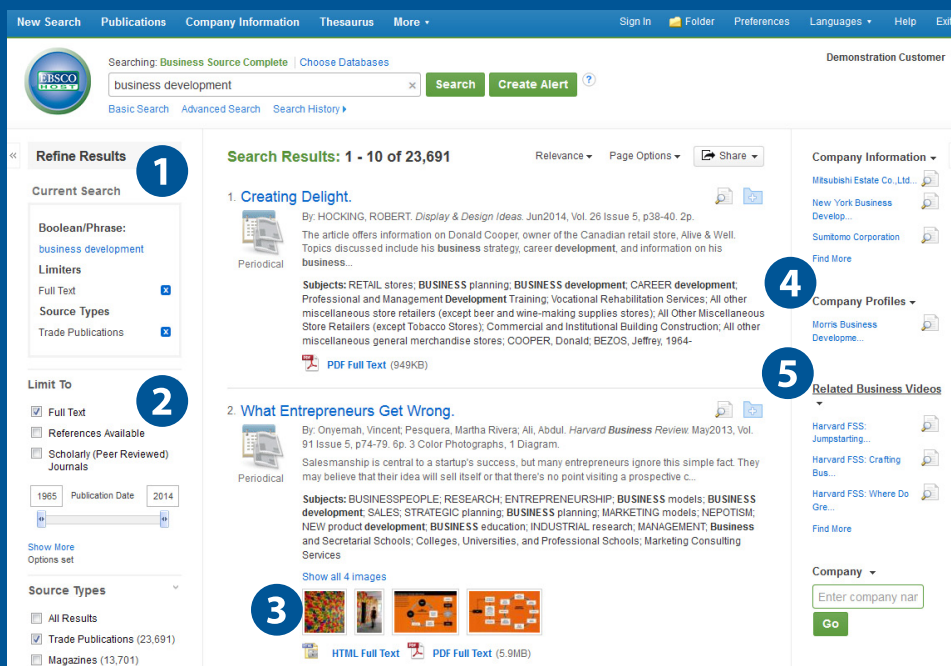 New Search Publications Company Information Thesaurus More
Sign In Folder Preferences Languages Help Exit
Demonstration Customer
EBSCO
HOST
Searching: Business Source Complete | Choose Databases
business development × Search Create Alert ?
Basic Search Advanced Search Search History
« Refine Results
1
Current Search
Boolean/Phrase:
business development
Limiters
Full Text x
Source Types
Trade Publications x
Limit To
2
Full Text
References Available
Scholarly (Peer Reviewed)
Journals
1965 Publication Date 2014
Show More
Options set
Source Types
All Results
Trade Publications (23,691)
Magazines (13,701)
Search Results: 1 - 10 of 23,691
Relevance Page Options Share
1. Creating Delight.
Periodical
By: HOCKING, ROBERT. Display & Design Ideas. Jun2014, Vol. 26 Issue 5, p38-40. 2p.
The article offers information on Donald Cooper, owner of the Canadian retail store, Alive & Well.
Topics discussed include his business strategy, career development, and information on his
business...
Subjects: RETAIL stores; BUSINESS planning; BUSINESS development; CAREER development;
Professional and Management Development Training; Vocational Rehabilitation Services; All other
miscellaneous store retailers (except beer and wine-making supplies stores); All Other Miscellaneous
Store Retailers (except Tobacco Stores); Commercial and Institutional Building Construction; All other
miscellaneous general merchandise stores; COOPER, Donald; BEZOS, Jeffrey, 1964-
PDF Full Text (949KB)
2. What Entrepreneurs Get Wrong.
Periodical
By: Onyemah, Vincent; Pesquera, Martha Rivera; Ali, Abdul. Harvard Business Review. May2013, Vol.
91 Issue 5, p74-79. 6p. 3 Color Photographs, 1 Diagram.
Salesmanship is central to a startup's success, but many entrepreneurs ignore this simple fact. They
may believe that their idea will sell itself or that there's no point visiting a prospective c...
Subjects: BUSINESSPEOPLE; RESEARCH; ENTREPRENEURSHIP; BUSINESS models; BUSINESS
development; SALES; STRATEGIC planning; BUSINESS planning; MARKETING models; NEPOTISM;
NEW product development; BUSINESS education; INDUSTRIAL research; MANAGEMENT; Business
and Secretarial Schools; Colleges, Universities, and Professional Schools; Marketing Consulting
Services
Show all 4 images
3
HTML Full Text PDF Full Text (5.9MB)
Company Information
Mitsubishi Estate Co.,Ltd...
New York Business
Develop...
Sumitomo Corporation
Find More
4
Company Profiles
Morris Business
Developme...
5
Related Business Videos
Harvard FSS:
Jumpstarting...
Harvard FSS: Crafting
Bus...
Harvard FSS: Where Do
Gre...
Find More
Company
Enter company nar
Go